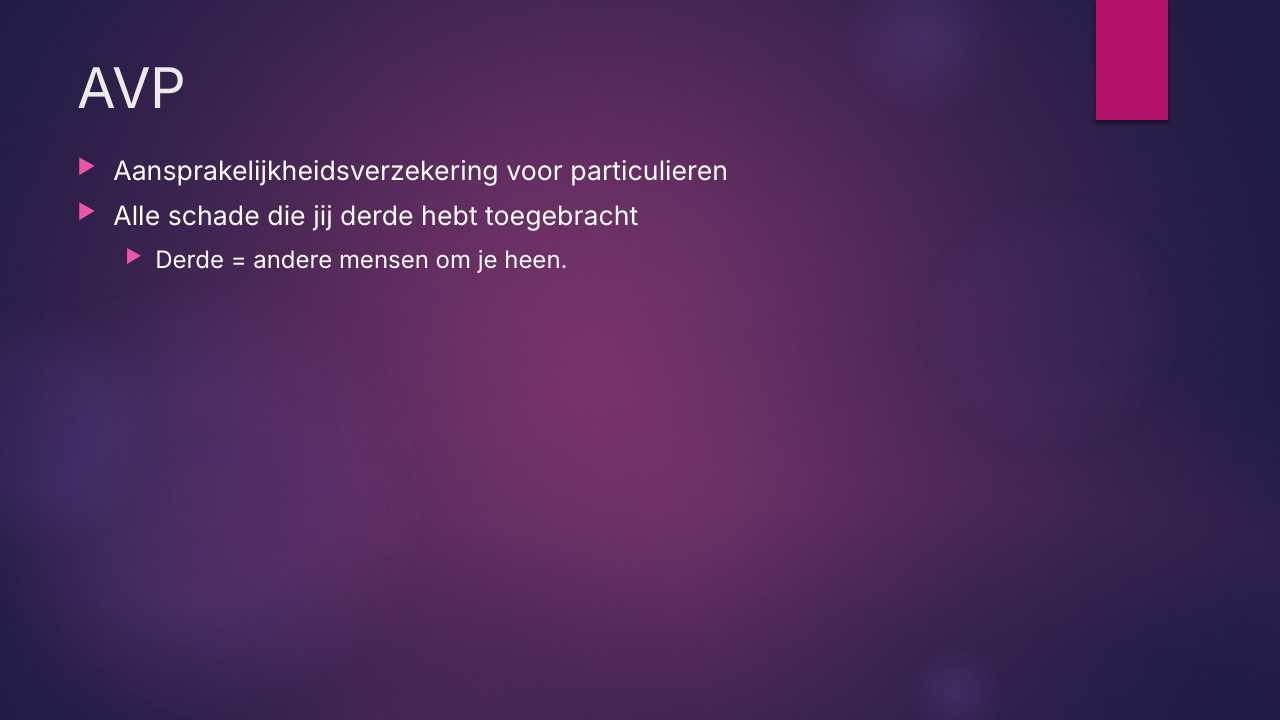 AVP
Aansprakelijkheidsverzekering voor particulieren
Alle schade die jij derde hebt toegebracht
Derde = andere mensen om je heen.